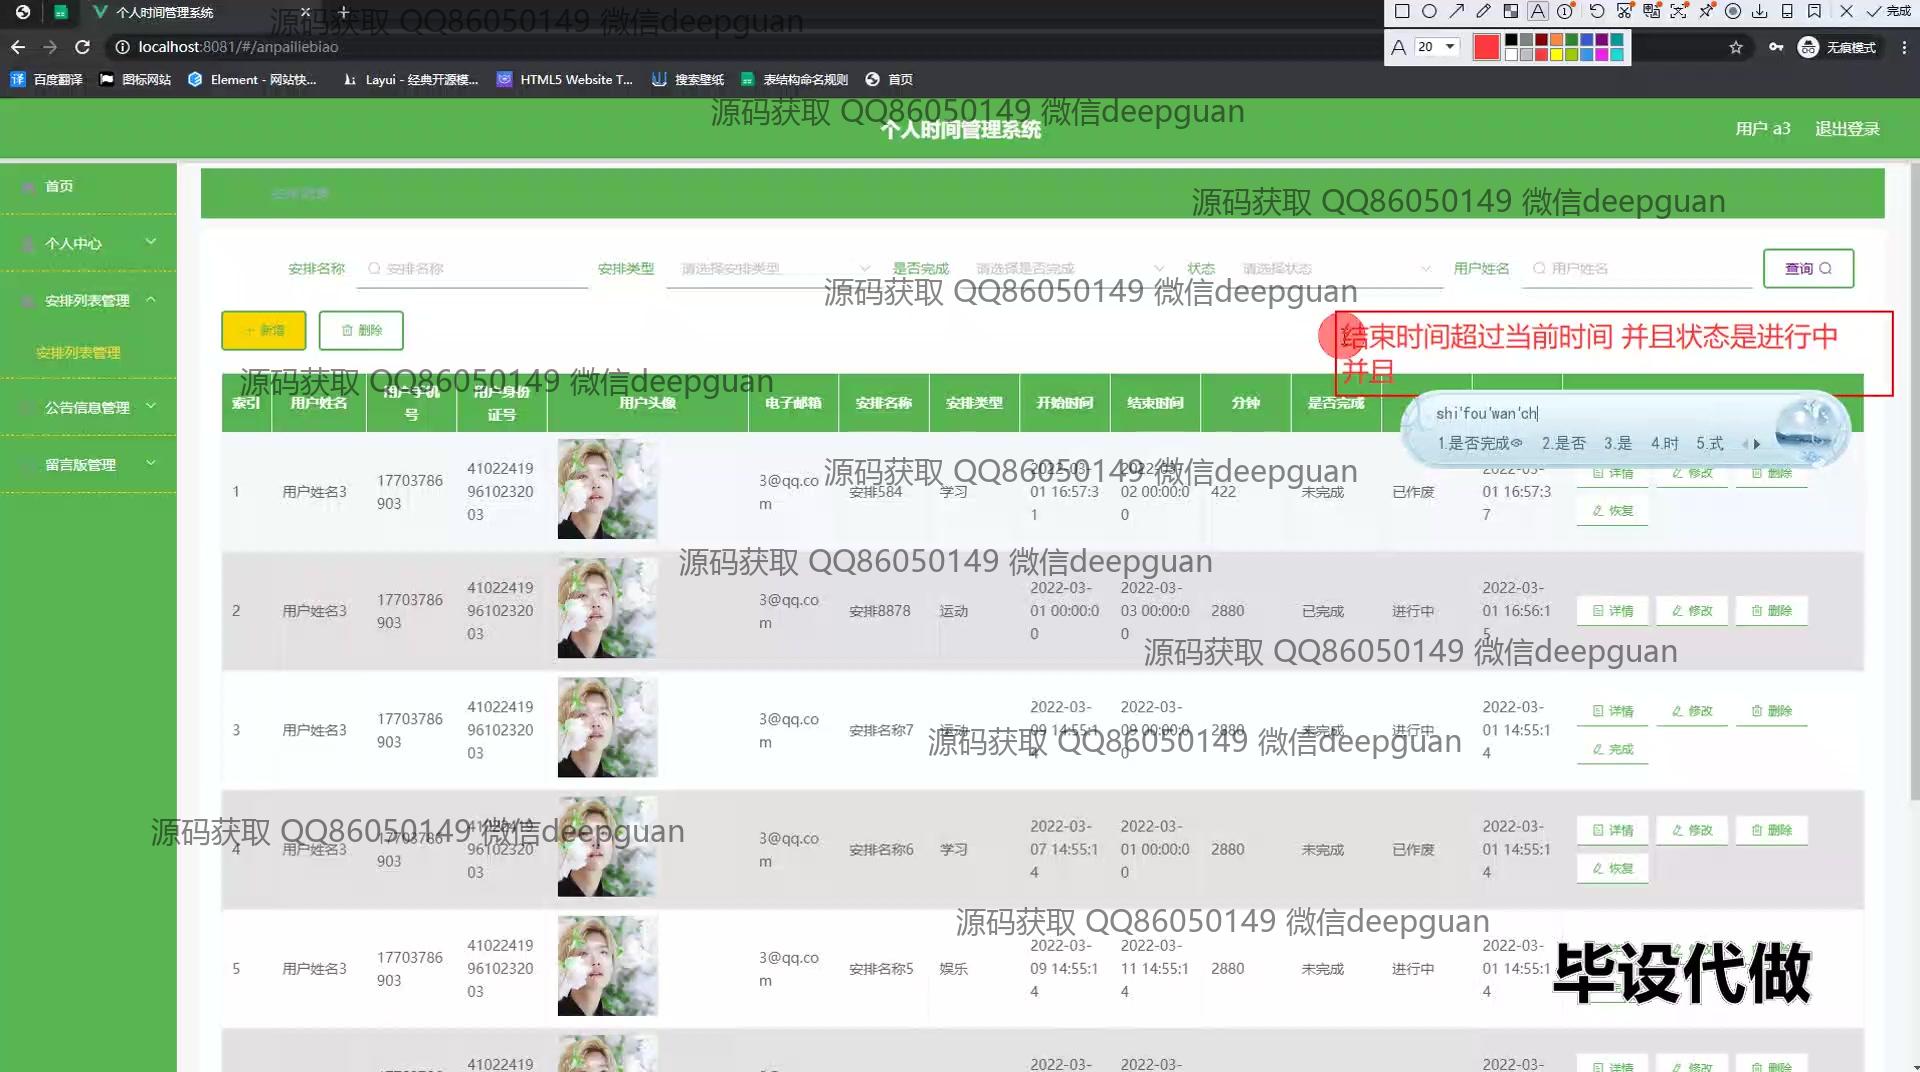 个人时间管理系统
源码获取 QQ86050149 微信deepguan
完成
localhost:8081/#/anpailiebiao
A 20
无痕模式
百度翻译 图标网站 Element - 网站快... Layui - 经典开源模... HTML5 Website T... 搜索壁纸 表结构命名规则 首页
源码获取 QQ86050149 微信deepguan
个人时间管理系统
用户 a3 退出登录
首页
个人中心
安排列表管理
安排列表管理
公告信息管理
留言版管理
源码获取 QQ86050149 微信deepguan
安排名称 安排名称 安排类型 请选择安排类型 是否完成 请选择是否完成 状态 请选择状态 用户姓名 用户姓名 查询
源码获取 QQ86050149 微信deepguan
新增 删除
结束时间超过当前时间 并且状态是进行中
并且
源码获取 QQ86050149 微信deepguan
索引 用户姓名 用户手机号 用户身份证号 用户头像 电子邮箱 安排名称 安排类型 开始时间 结束时间 分钟 是否完成
shi'fou'wan'ch
1.是否完成 2.是否 3.是 4.时 5.式
源码获取 QQ86050149 微信deepguan
1 用户姓名3 17703786903 410224199610232003 3@qq.com 安排584 学习 2022-03-01 16:57:31 2022-03-02 00:00:00 422 未完成 已作废 2022-03-01 16:57:37 详情 修改 删除
恢复
源码获取 QQ86050149 微信deepguan
2 用户姓名3 17703786903 410224199610232003 3@qq.com 安排8878 运动 2022-03-01 00:00:00 2022-03-03 00:00:00 2880 已完成 进行中 2022-03-01 16:56:15 详情 修改 删除
源码获取 QQ86050149 微信deepguan
3 用户姓名3 17703786903 410224199610232003 3@qq.com 安排名称7 运动 2022-03-09 14:55:14 2022-03-09 00:00:00 2880 未完成 进行中 2022-03-01 14:55:14 详情 修改 删除
完成
源码获取 QQ86050149 微信deepguan
源码获取 QQ86050149 微信deepguan
4 用户姓名3 17703786903 410224199610232003 3@qq.com 安排名称6 学习 2022-03-07 14:55:14 2022-03-01 00:00:00 2880 未完成 已作废 2022-03-01 14:55:14 详情 修改 删除
恢复
源码获取 QQ86050149 微信deepguan
5 用户姓名3 17703786903 410224199610232003 3@qq.com 安排名称5 娱乐 2022-03-09 14:55:14 2022-03-11 14:55:14 2880 未完成 进行中 2022-03-01 14:55:14
毕设代做
41022419 2022-03- 2022-03- 2022-03- 详情 修改 删除